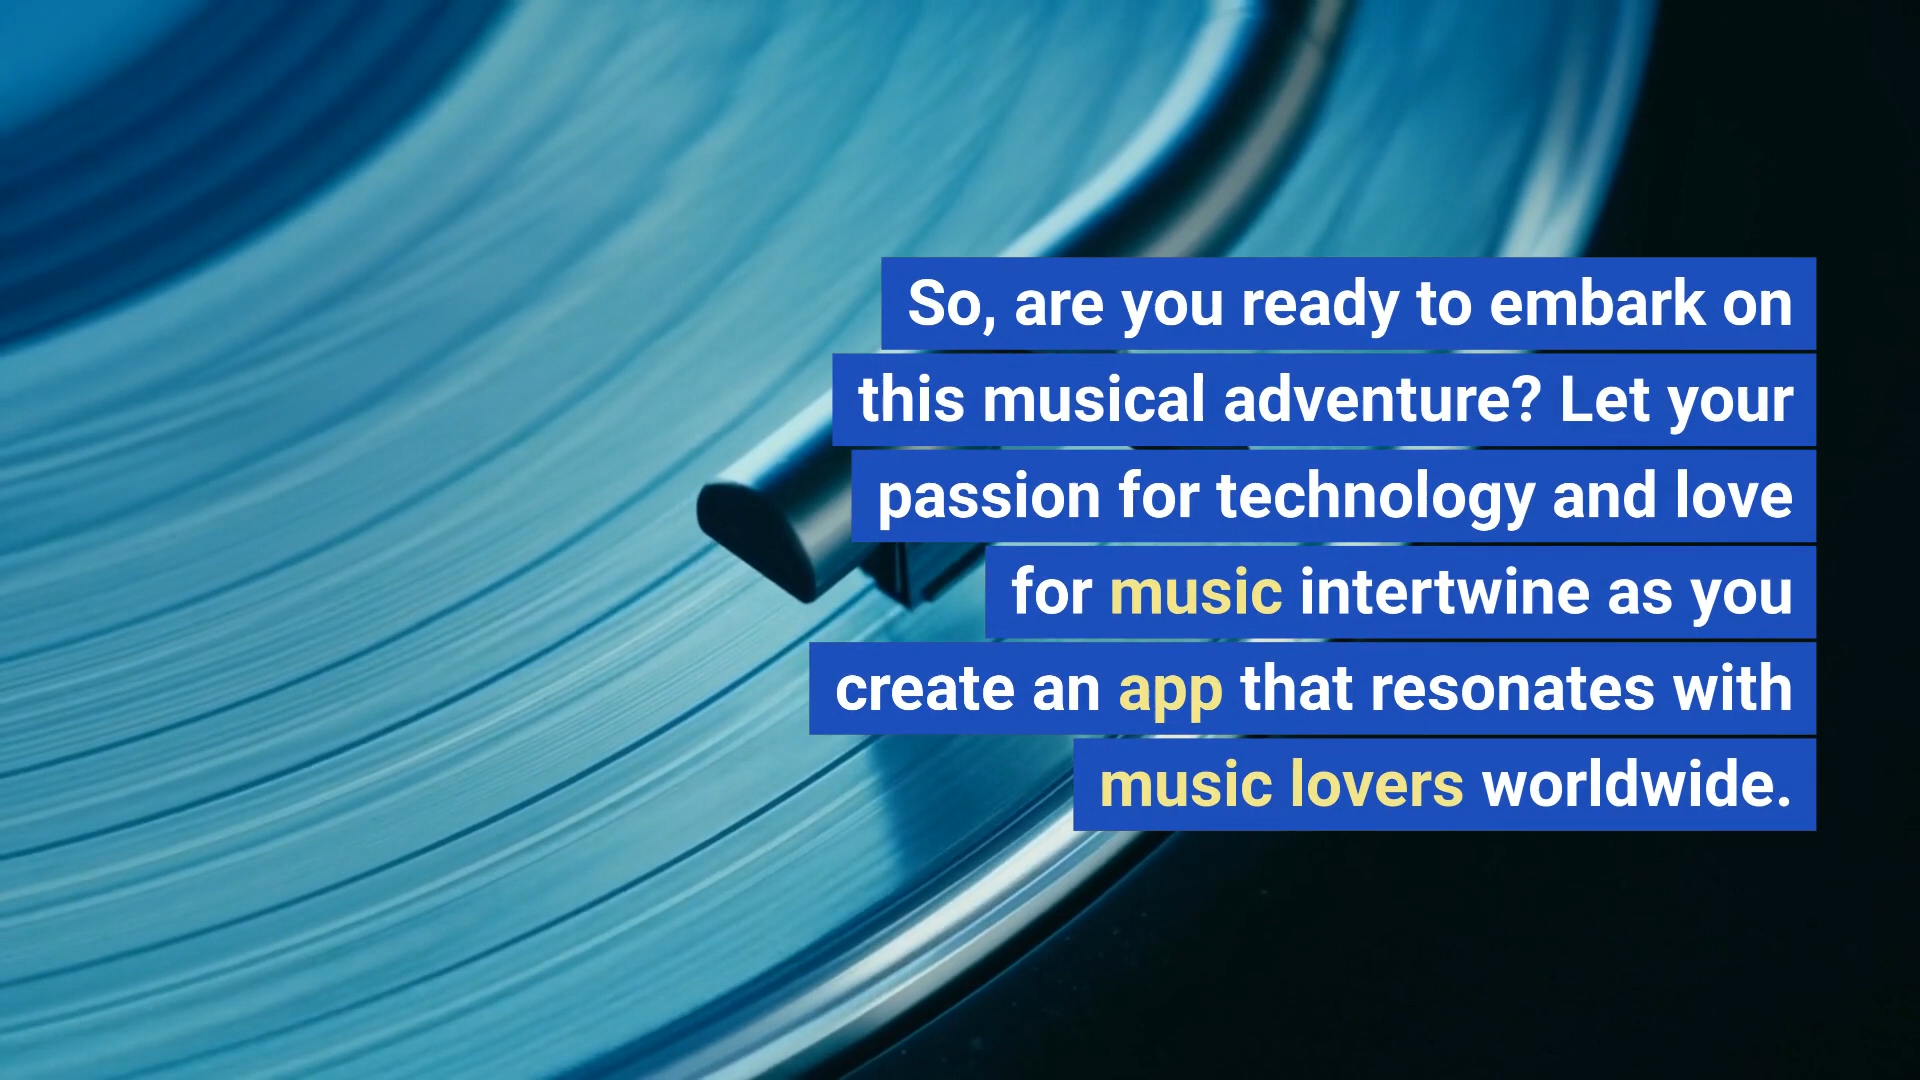 So, are you ready to embark on
this musical adventure? Let your
passion for technology and love
for music intertwine as you
create an app that resonates with
music lovers worldwide.